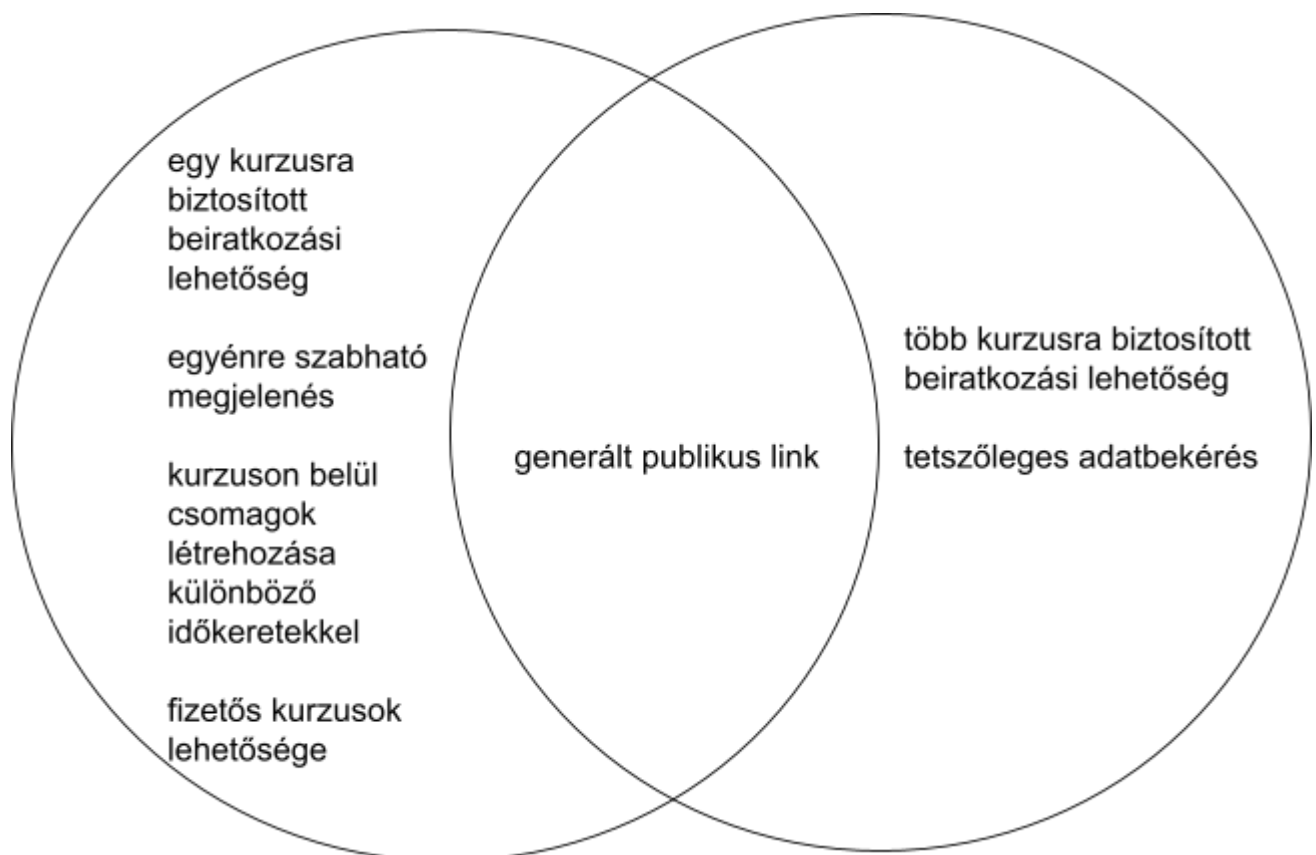 egy kurzusra
biztosított
beiratkozási
lehetőség
egyénre szabható
megjelenés
kurzuson belül
csomagok
létrehozása
különböző
időkeretekkel
fizetős kurzusok
lehetősége
generált publikus link
több kurzusra biztosított
beiratkozási lehetőség
tetszőleges adatbekérés